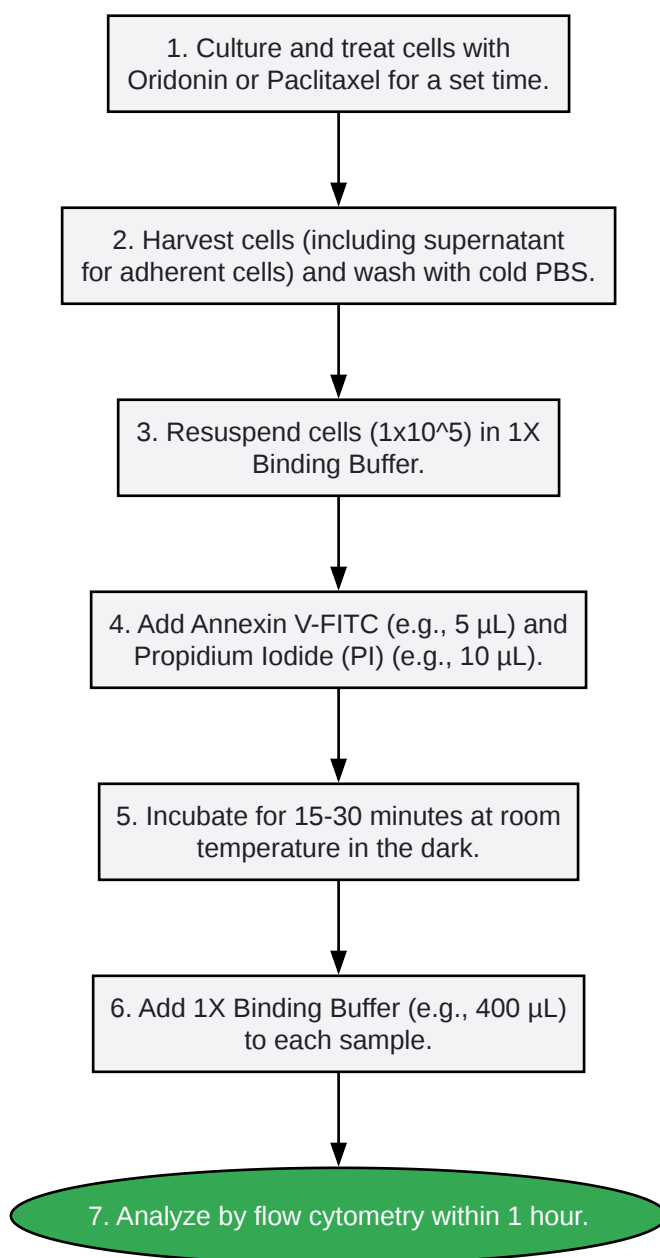 1. Culture and treat cells with
Oridonin or Paclitaxel for a set time.
2. Harvest cells (including supernatant
for adherent cells) and wash with cold PBS.
3. Resuspend cells (1x10^5) in 1X
Binding Buffer.
4. Add Annexin V-FITC (e.g., 5 µL) and
Propidium Iodide (PI) (e.g., 10 µL).
5. Incubate for 15-30 minutes at room
temperature in the dark.
6. Add 1X Binding Buffer (e.g., 400 µL)
to each sample.
7. Analyze by flow cytometry within 1 hour.